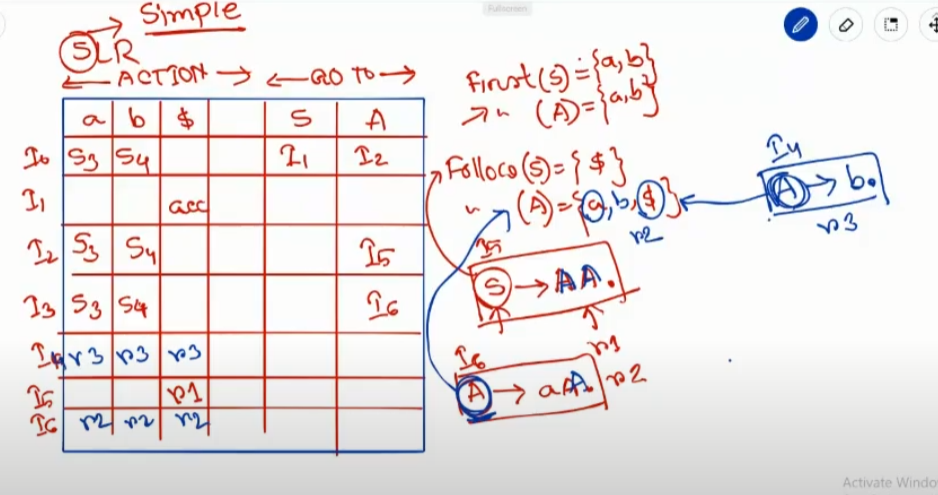 Fullscreen
Simple
SLR
ACTION GO TO
a b $ S A
I0 S3 S4 I1 I2
I1 acc
I2 S3 S4 I5
I3 S3 S4 I6
I4 r3 r3 r3
I5 r1
I6 r2 r2 r2
First(S)={a,b}
" (A)={a,b}
Follow(S)={$}
" (A)={a,b,$}
r2
I4
A→b.
r3
I5
S→AA.
r1
I6
A→aA.
r2
Activate Windo